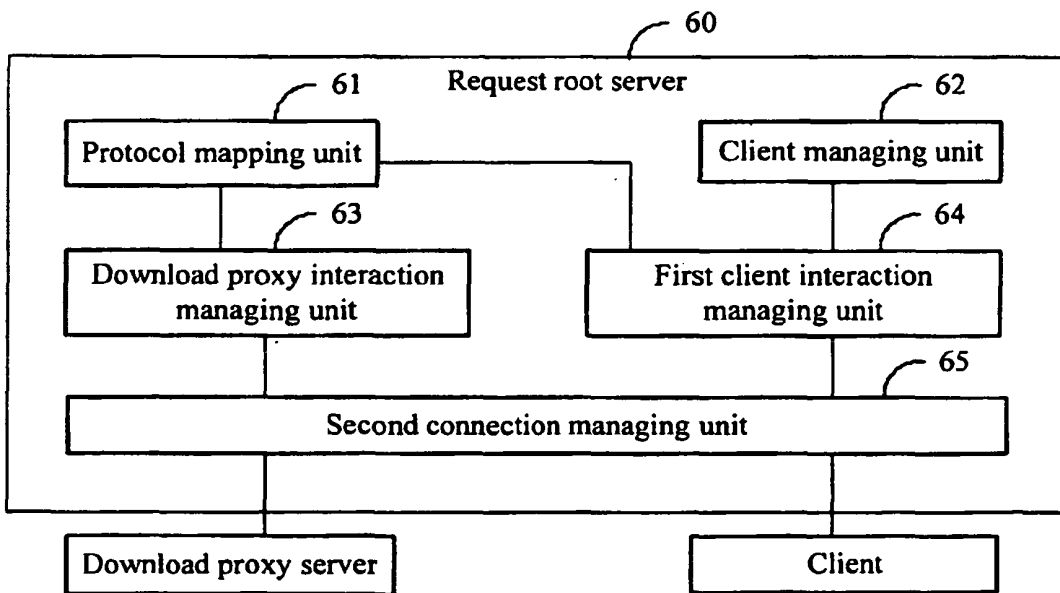 60
Request root server
61
62
Protocol mapping unit
Client managing unit
63
64
Download proxy interaction
managing unit
First client interaction
managing unit
65
Second connection managing unit
Download proxy server
Client